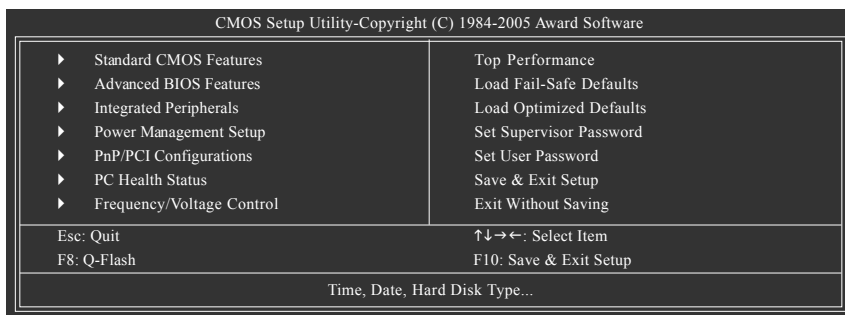 CMOS Setup Utility-Copyright (C) 1984-2005 Award Software
Standard CMOS Features
Advanced BIOS Features
Integrated Peripherals
Power Management Setup
PnP/PCI Configurations
PC Health Status
Frequency/Voltage Control
Top Performance
Load Fail-Safe Defaults
Load Optimized Defaults
Set Supervisor Password
Set User Password
Save & Exit Setup
Exit Without Saving
Esc: Quit
↑↓→←: Select Item
F8: Q-Flash
F10: Save & Exit Setup
Time, Date, Hard Disk Type...